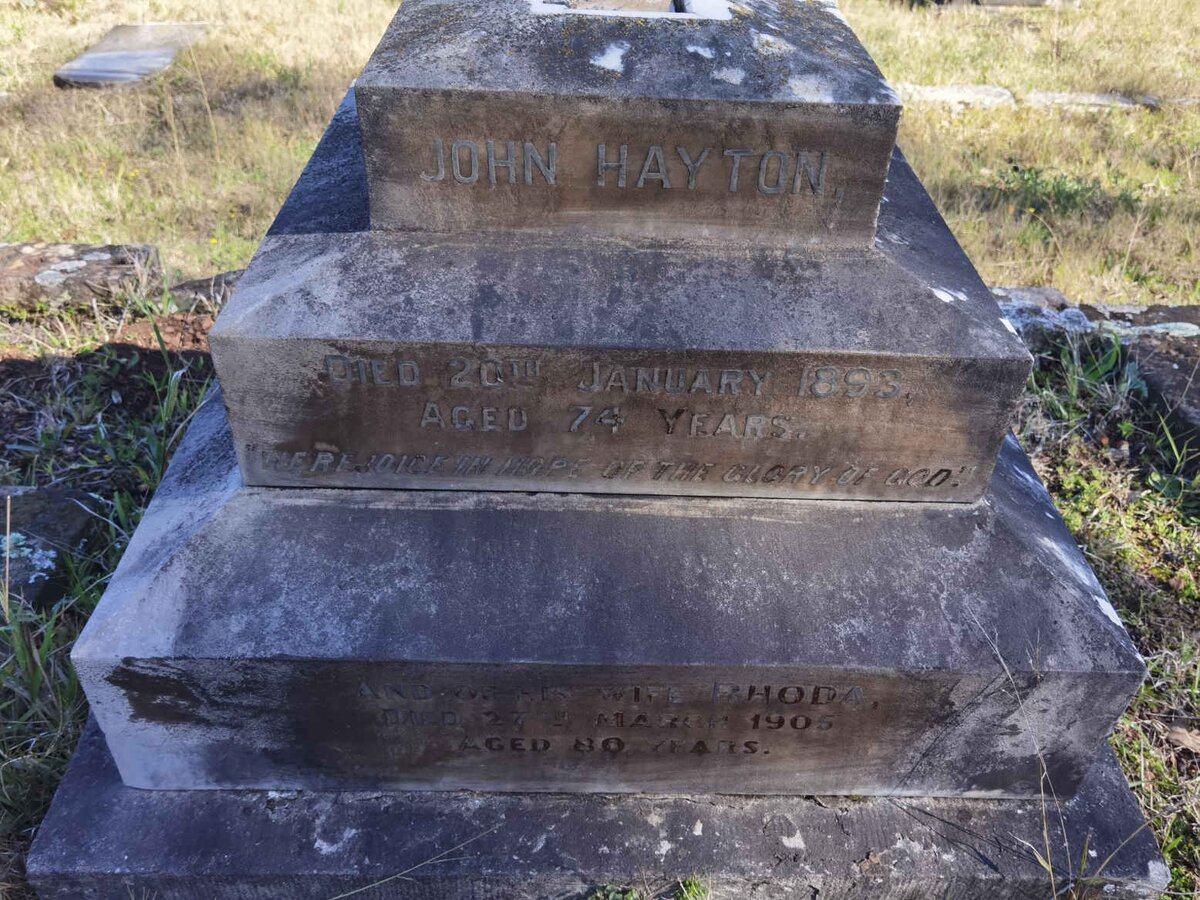 JOHN HAYTON,
DIED 20TH JANUARY 1893,
AGED 74 YEARS.
"WE REJOICE IN HOPE OF THE GLORY OF GOD."
AND OF HIS WIFE RHODA,
DIED 27TH MARCH 1905
AGED 80 YEARS.